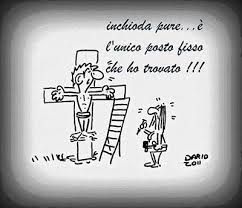 inchioda pure...è
l'unico posto fisso
che ho trovato !!!
DARIO
2011